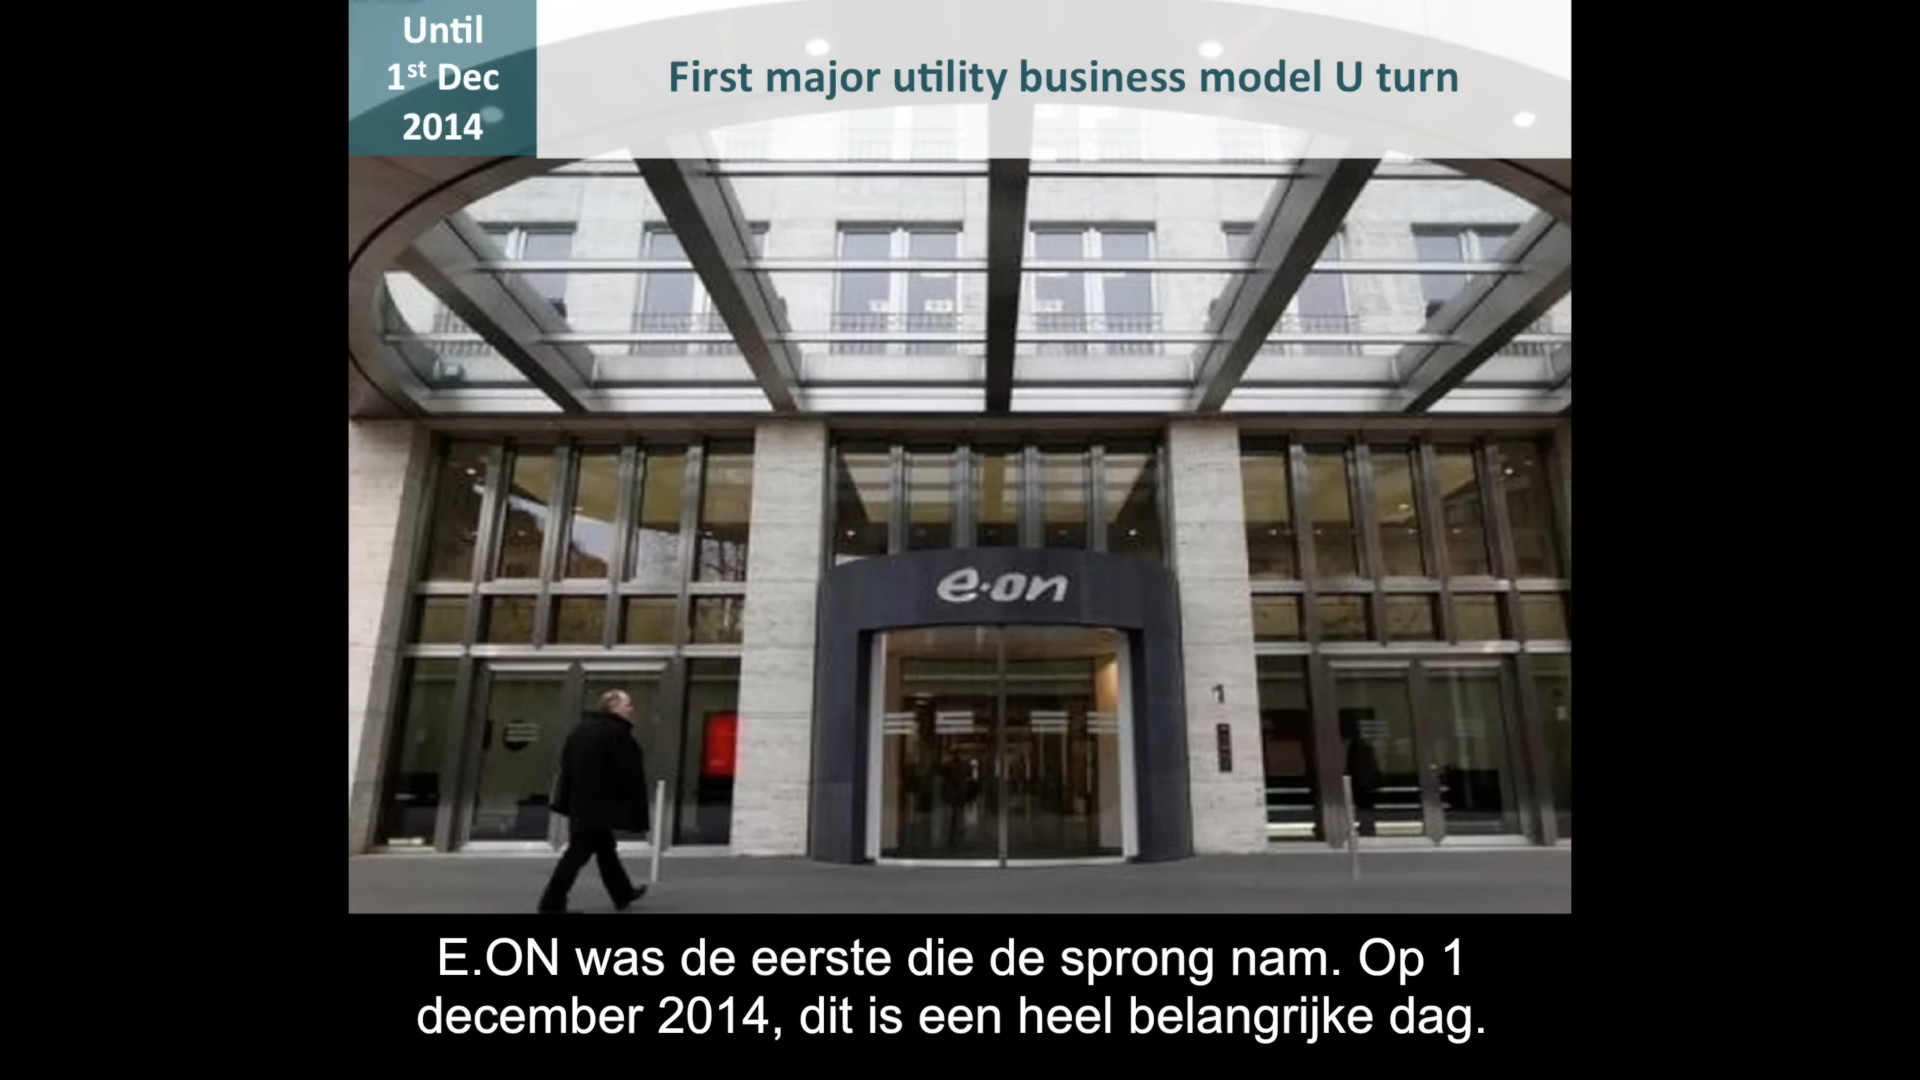 Until
1st Dec
2014
First major utility business model U turn
e·on
1
E.ON was de eerste die de sprong nam. Op 1
december 2014, dit is een heel belangrijke dag.